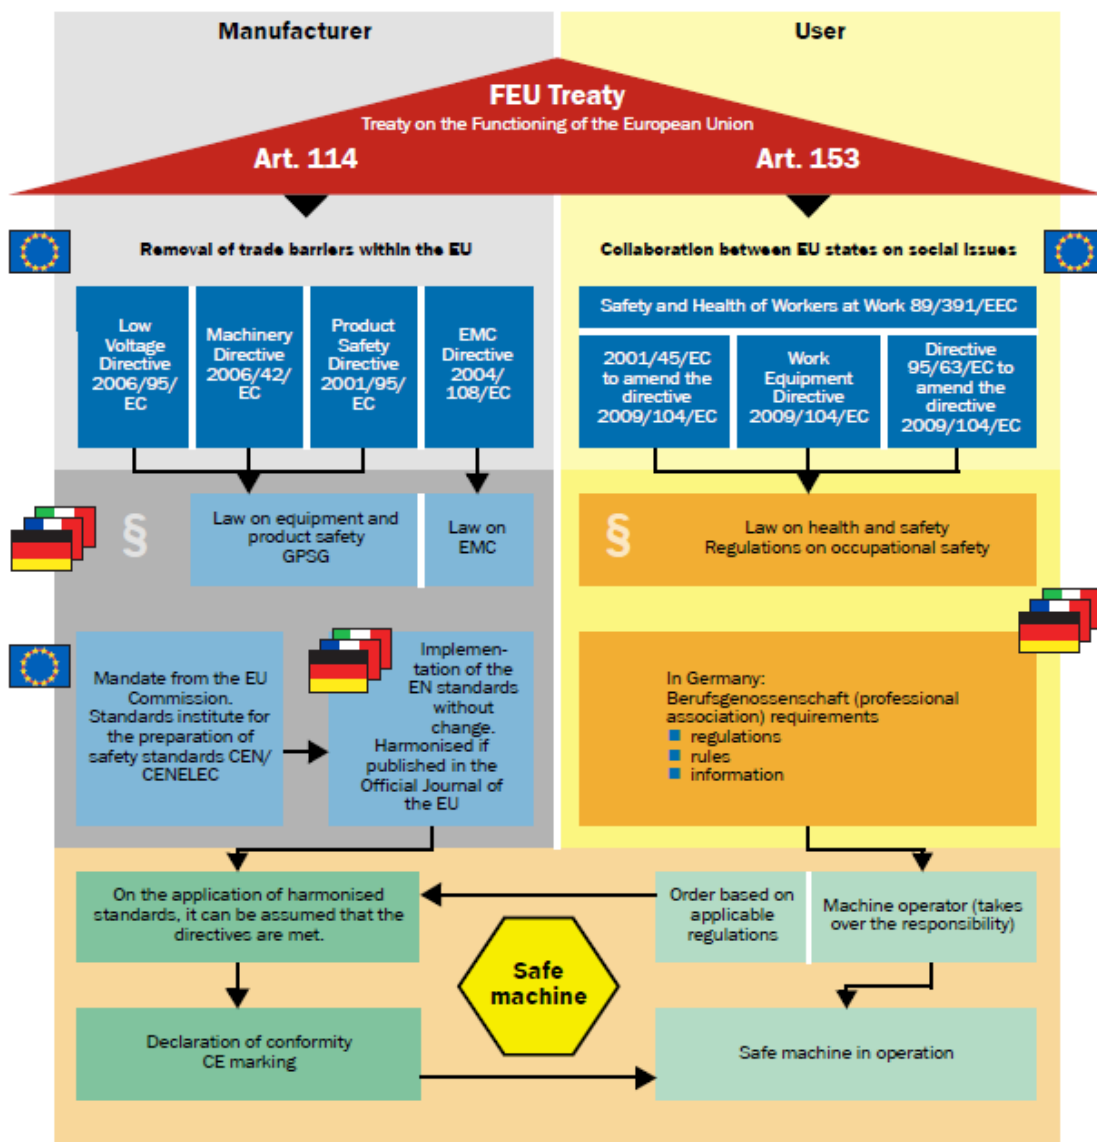 Manufacturer
User
FEU Treaty
Treaty on the Functioning of the European Union
Art. 114
Art. 153
Removal of trade barriers within the EU
Collaboration between EU states on social issues
Low
Voltage
Directive
2006/95/
EC
Machinery
Directive
2006/42/
EC
Product
Safety
Directive
2001/95/
EC
EMC
Directive
2004/
108/EC
Safety and Health of Workers at Work 89/391/EEC
2001/45/EC
to amend the
directive
2009/104/EC
Work
Equipment
Directive
2009/104/EC
Directive
95/63/EC to
amend the
directive
2009/104/EC
§
Law on equipment and
product safety
GPSG
Law on
EMC
§
Law on health and safety
Regulations on occupational safety
Mandate from the EU
Commission.
Standards institute for
the preparation of
safety standards CEN/
CENELEC
Implemen-
tation of the
EN standards
without
change.
Harmonised if
published in the
Official Journal of
the EU
In Germany:
Berufsgenossenschaft (professional
association) requirements
regulations
rules
information
On the application of harmonised
standards, it can be assumed that the
directives are met.
Order based on
applicable
regulations
Machine operator (takes
over the responsibility)
Safe
machine
Declaration of conformity
CE marking
Safe machine in operation